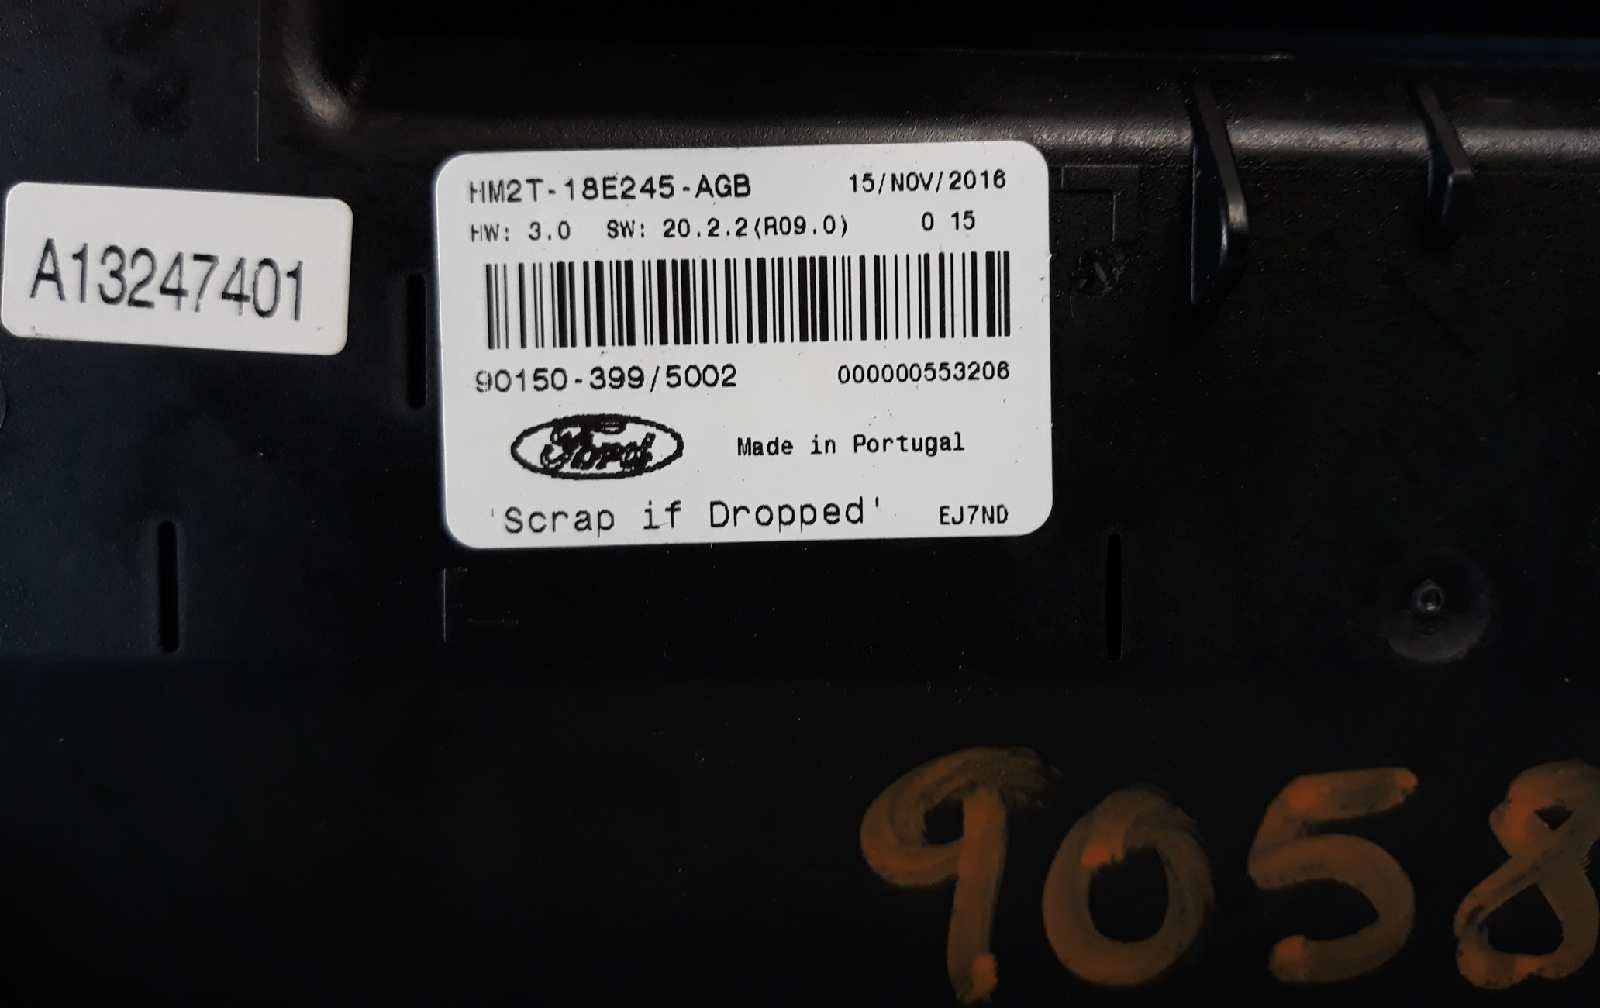 A13247401
HM2T-18E245-AGB 15/NOV/2016
HW: 3.0 SW: 20.2.2(R09.0) 0 15
90150-399/5002 000000553206
Ford Made in Portugal
'Scrap if Dropped' EJ7ND
9058